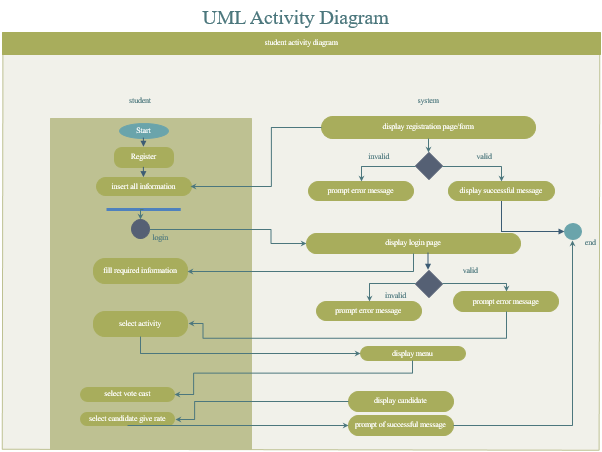 UML Activity Diagram
student activity diagram
student
systems
Start
display registration page/form
Register
invalid
valid
insert all information
prompt error message
display successful message
login
display login page
end
fill required information
valid
invalid
prompt error message
prompt error message
select activity
display menu
select vote cast
display candidate
select candidate give rate
prompt of successful message